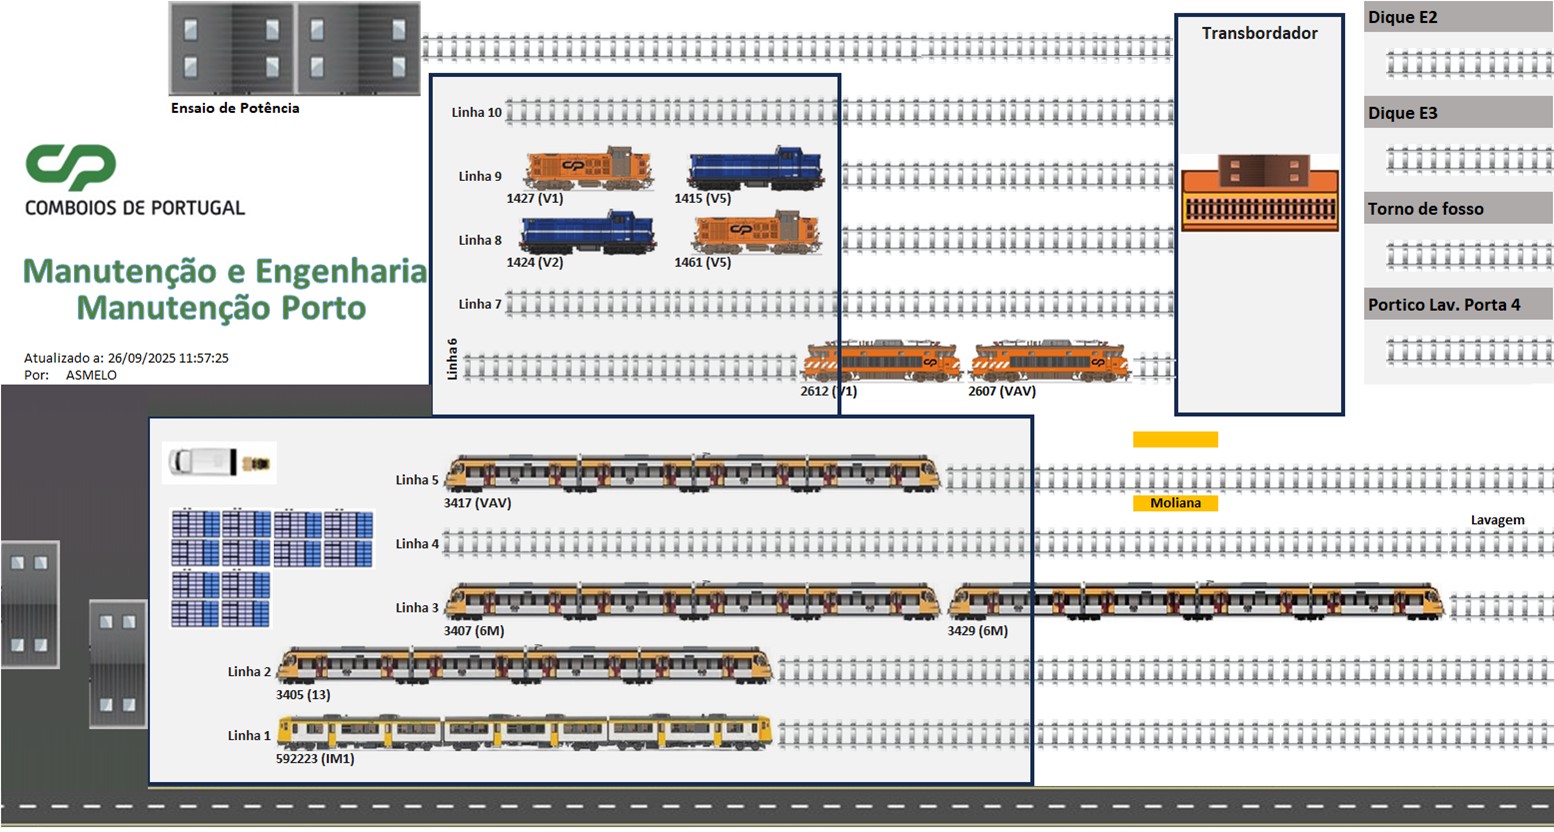 Dique E2
Transbordador
Ensaio de Potência
Linha 10
Dique E3
CP
COMBOIOS DE PORTUGAL
Linha 9
1427 (V1)
1415 (V5)
Torno de fosso
Linha 8
1424 (V2)
1461 (V5)
Manutenção e Engenharia
Manutenção Porto
Linha 7
Portico Lav. Porta 4
Atualizado a: 26/09/2025 11:57:25
Por: ASMELO
Linha 6
2612 (V1)
2607 (VAV)
Linha 5
3417 (VAV)
Moliana
Lavagem
Linha 4
Linha 3
3407 (6M)
3429 (6M)
Linha 2
3405 (13)
Linha 1
592223 (IM1)